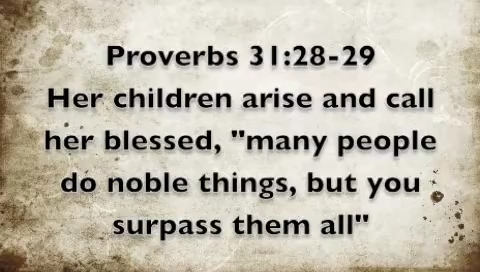 Proverbs 31:28-29
Her children arise and call
her blessed, "many people
do noble things, but you
surpass them all"